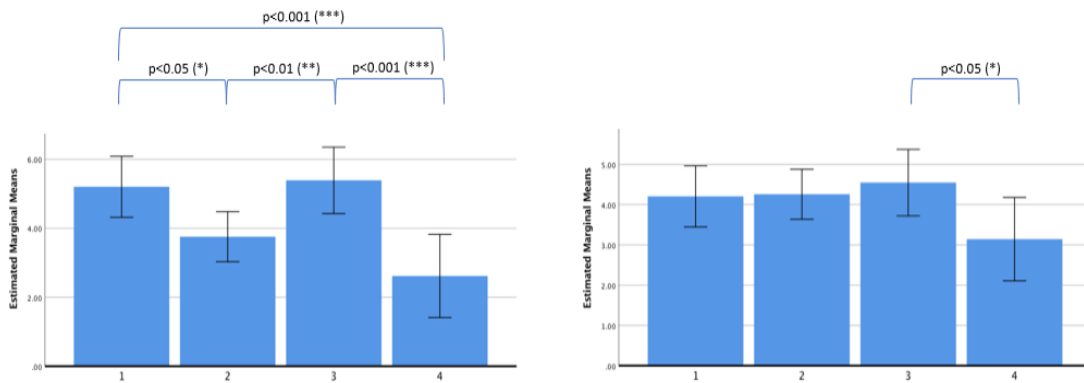 p<0.001 (***)
p<0.05 (*) p<0.01 (**) p<0.001 (***)
Estimated Marginal Means
6.00
4.00
2.00
.00
1 2 3 4
p<0.05 (*)
Estimated Marginal Means
5.00
4.00
3.00
2.00
1.00
.00
1 2 3 4